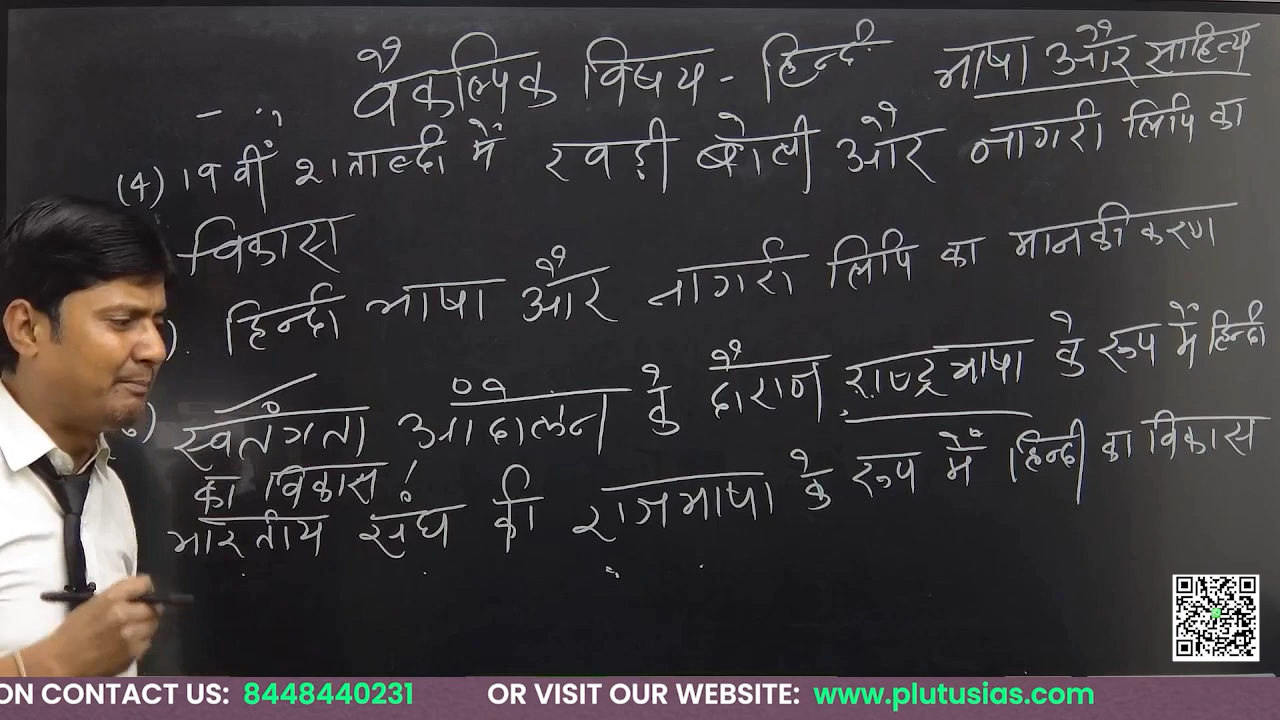 वैकल्पिक विषय - हिन्दी भाषा और साहित्य
(4) 19वीं शताब्दी में खड़ी बोली और नागरी लिपि का
विकास
). हिन्दी भाषा और नागरी लिपि का मानकीकरण
) स्वतंत्रता आंदोलन के दौरान राष्ट्रभाषा के रूप में हिन्दी
का विकास!
भारतीय संघ की राजभाषा के रूप में हिन्दी का विकास
ON CONTACT US: 8448440231 OR VISIT OUR WEBSITE: www.plutusias.com